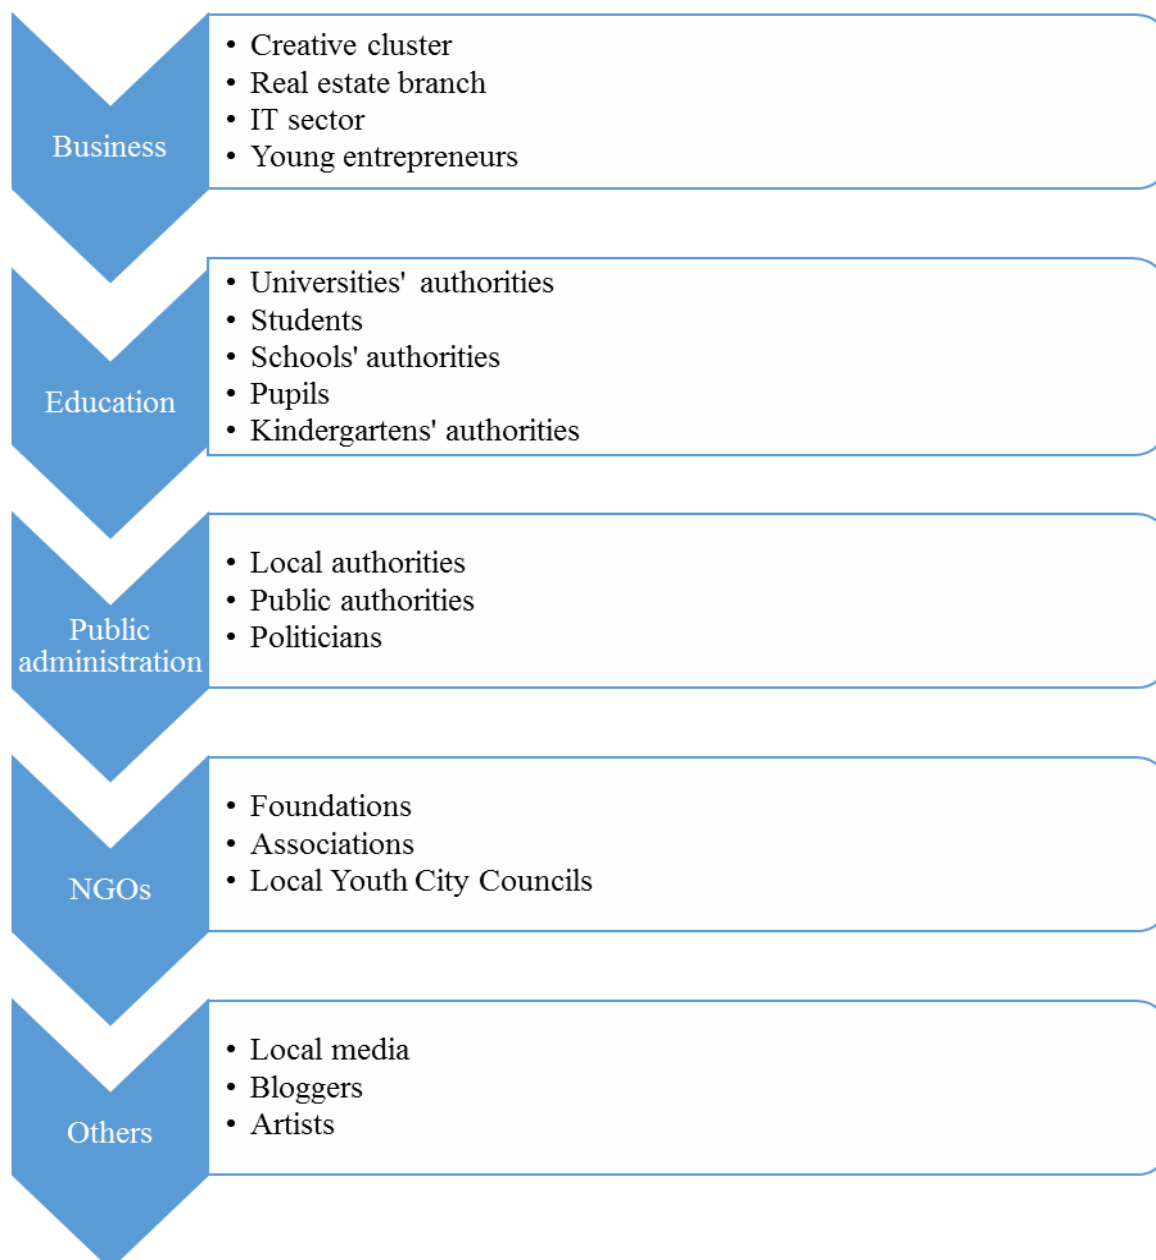 Business
• Creative cluster
• Real estate branch
• IT sector
• Young entrepreneurs
Education
• Universities' authorities
• Students
• Schools' authorities
• Pupils
• Kindergartens' authorities
Public
administration
• Local authorities
• Public authorities
• Politicians
NGOs
• Foundations
• Associations
• Local Youth City Councils
Others
• Local media
• Bloggers
• Artists